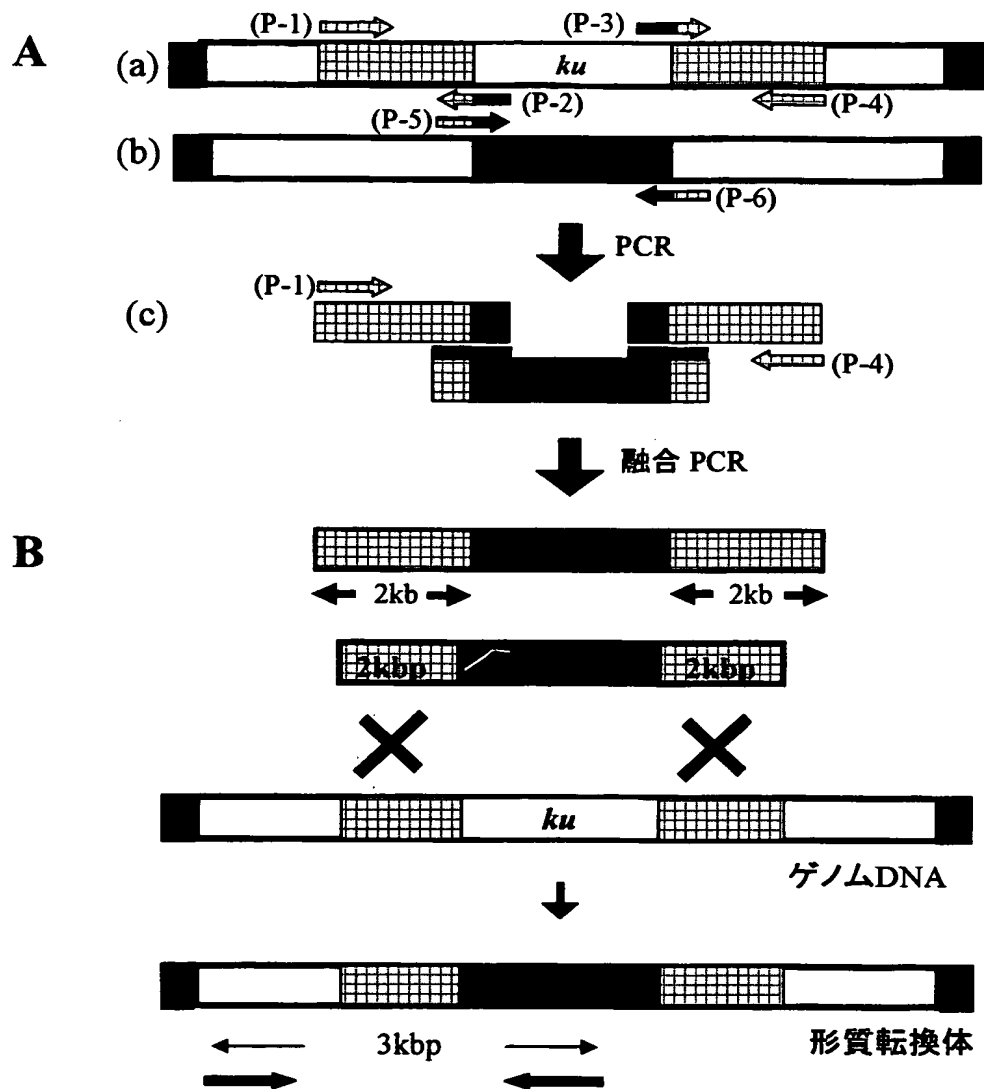 A
(P-1)
(P-3)
(a)
ku
(P-2)
(P-4)
(P-5)
(b)
(P-6)
PCR
(P-1)
(c)
(P-4)
融合 PCR
B
2kb
2kb
2kbp
2kbp
ku
ゲノムDNA
形質転換体
3kbp